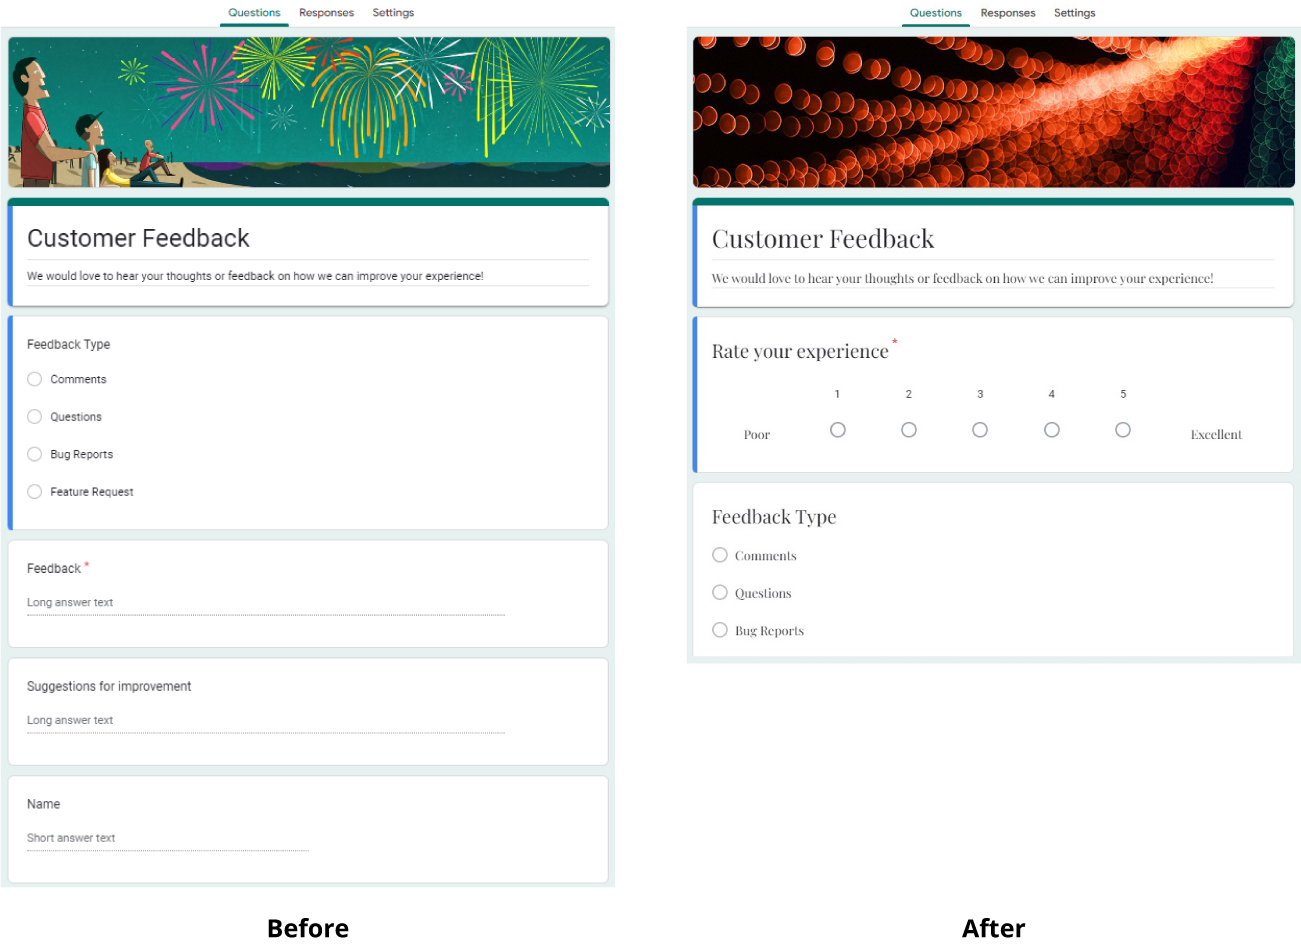 Questions Responses Settings
Customer Feedback
We would love to hear your thoughts or feedback on how we can improve your experience!
Feedback Type
Comments
Questions
Bug Reports
Feature Request
Feedback *
Long answer text
Suggestions for improvement
Long answer text
Name
Short answer text
Before
Questions Responses Settings
Customer Feedback
We would love to hear your thoughts or feedback on how we can improve your experience!
Rate your experience *
1 2 3 4 5
Poor Excellent
Feedback Type
Comments
Questions
Bug Reports
After